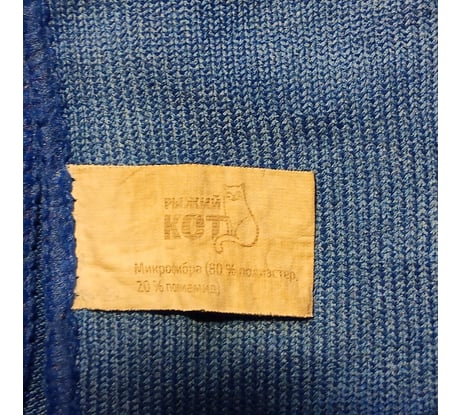 РЫЖИЙ
КОТ
Микрофибра (80 % полиэстер,
20 % полиамид)